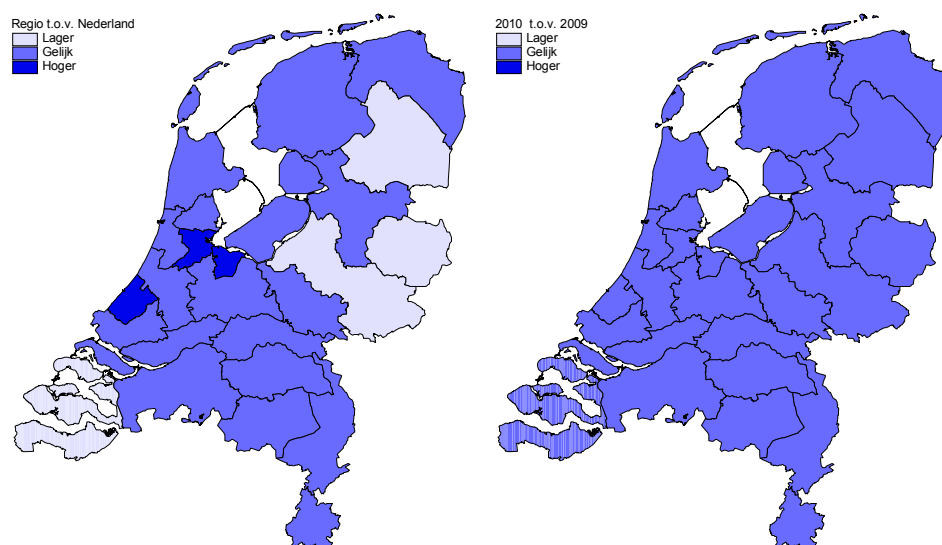 Regio t.o.v. Nederland
Lager
Gelijk
Hoger
2010 t.o.v. 2009
Lager
Gelijk
Hoger